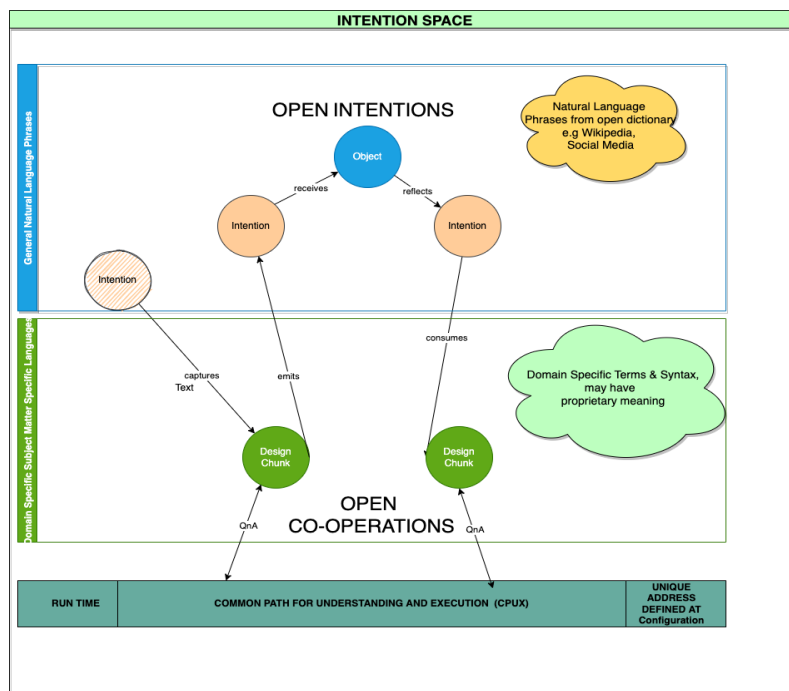 INTENTION SPACE
General Natural Language Phrases
OPEN INTENTIONS
Natural Language
Phrases from open dictionary
e.g Wikipedia,
Social Media
Object
receives
reflects
Intention
Intention
Intention
Domain Specific Subject Matter Specific Languages
consumes
captures
Text
emits
Domain Specific Terms & Syntax,
may have
proprietary meaning
Design
Chunk
Design
Chunk
OPEN
CO-OPERATIONS
QnA
QnA
RUN TIME
COMMON PATH FOR UNDERSTANDING AND EXECUTION (CPUX)
UNIQUE
ADDRESS
DEFINED AT
Configuration